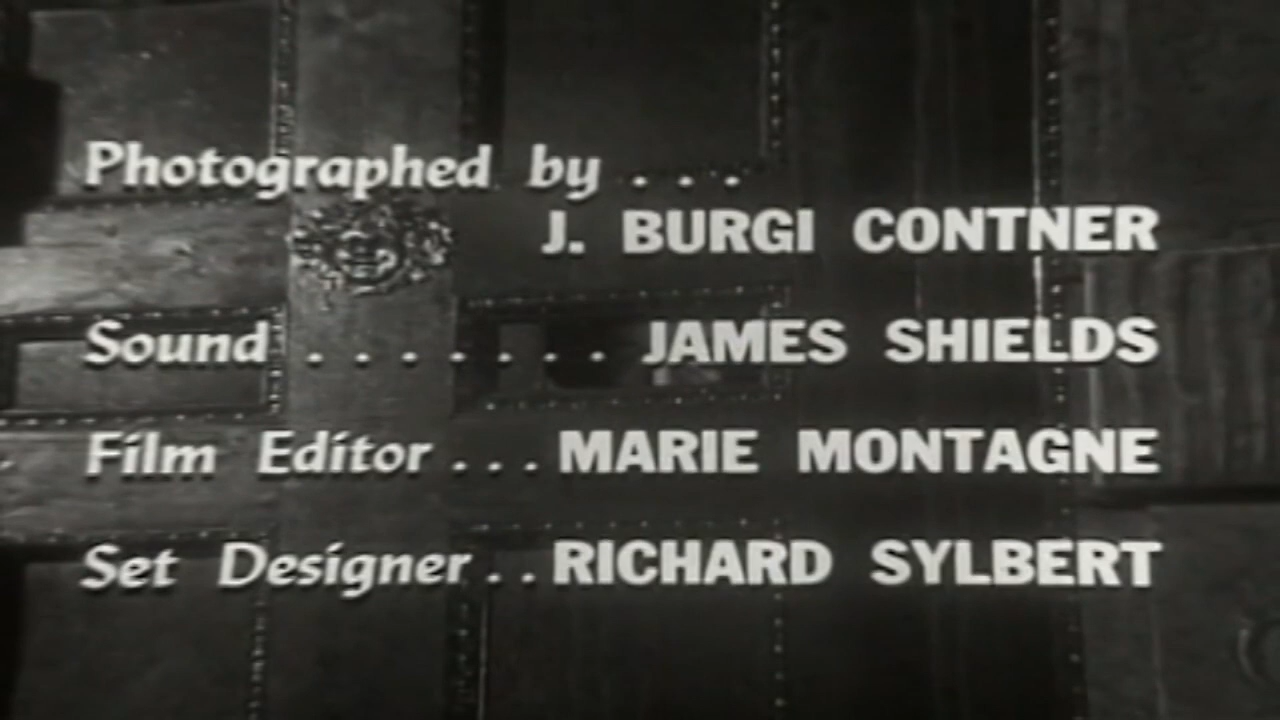 Photographed by . . .
J. BURGI CONTNER
Sound . . . . . . . JAMES SHIELDS
Film Editor . . . MARIE MONTAGNE
Set Designer . . RICHARD SYLBERT